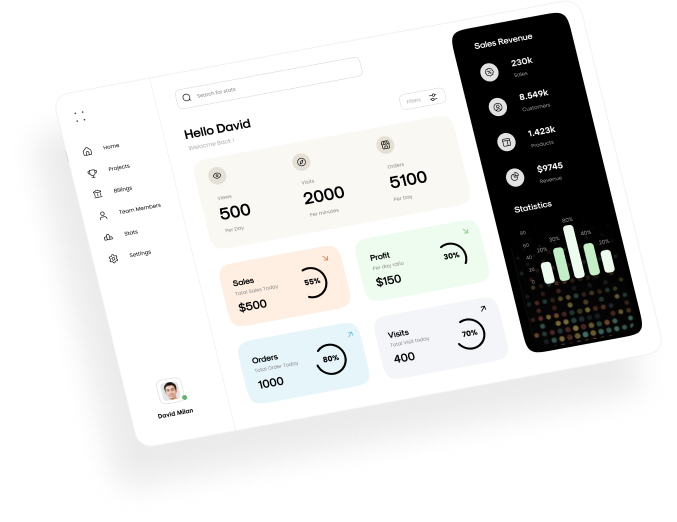 Search for stats
Home
Projects
Billings
Team Members
Stats
Settings
David Milan
Hello David
Welcome Back !
Filters
Views
500
Per Day
Visits
2000
Per minutes
Orders
5100
Per Day
Sales
Total Sales Today
$500
55%
Profit
Per day ratio
$150
30%
Orders
Total Order Today
1000
80%
Visits
Total Visit today
400
70%
Sales Revenue
230k
Sales
8.549k
Customers
1.423k
Products
$9745
Revenue
Statistics
80
60
40
20
0
20%
30%
80%
40%
20%